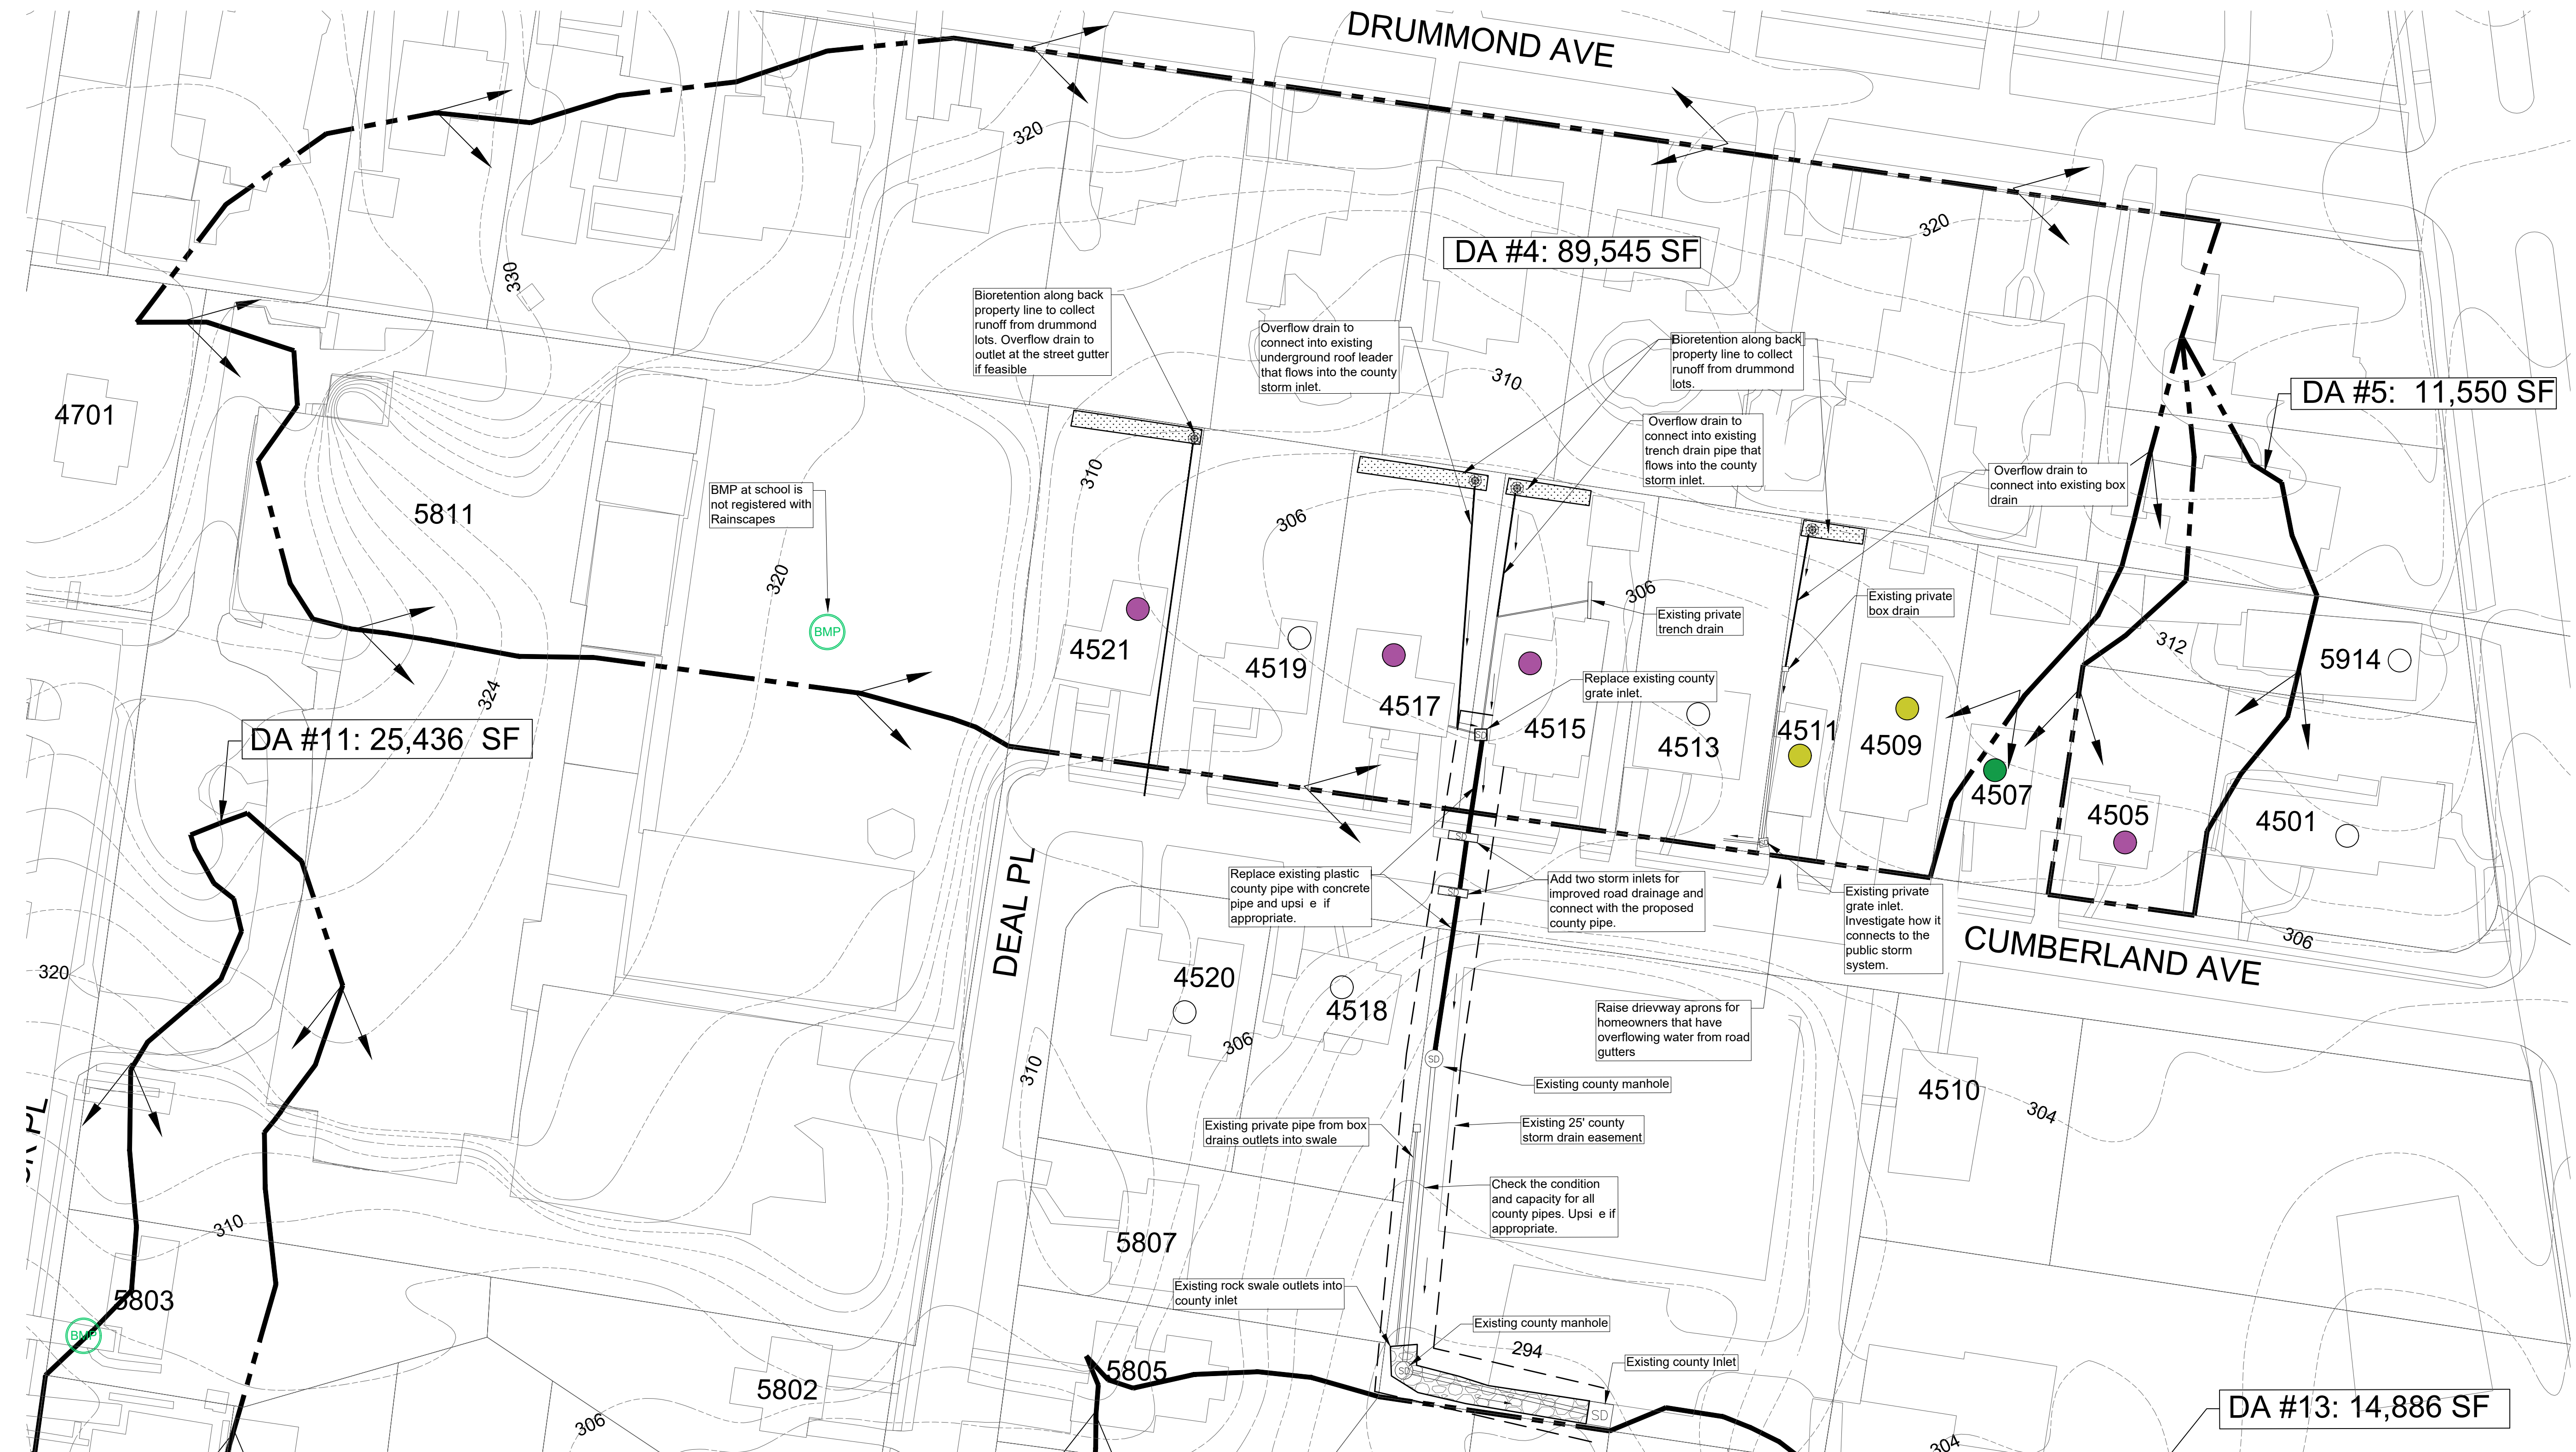 DRUMMOND AVE
320
320
330
DA #4: 89,545 SF
Bioretention along back
property line to collect
runoff from drummond
lots. Overflow drain to
outlet at the street gutter
if feasible
Overflow drain to
connect into existing
underground roof leader
that flows into the county
storm inlet.
Bioretention along back
property line to collect
runoff from drummond
lots.
310
DA #5: 11,550 SF
4701
Overflow drain to
connect into existing
trench drain pipe that
flows into the county
storm inlet.
Overflow drain to
connect into existing box
drain
310
BMP at school is
not registered with
Rainscapes
5811
306
320
306
Existing private
box drain
Existing private
trench drain
BMP
4521
4519
312
5914
324
4517
Replace existing county
grate inlet.
SD
4515
4513
4511
4509
DA #11: 25,436 SF
4507
4505
4501
SD
SD
Replace existing plastic
county pipe with concrete
pipe and upsi e if
appropriate.
Add two storm inlets for
improved road drainage and
connect with the proposed
county pipe.
Existing private
grate inlet.
Investigate how it
connects to the
public storm
system.
DEAL PL
CUMBERLAND AVE
306
320
4520
4518
306
310
Raise drievway aprons for
homeowners that have
overflowing water from road
gutters
SD
Existing county manhole
4510
304
Existing private pipe from box
drains outlets into swale
Existing 25' county
storm drain easement
PL
Check the condition
and capacity for all
county pipes. Upsi e if
appropriate.
310
5807
5803
BMP
Existing rock swale outlets into
county inlet
Existing county manhole
294
Existing county Inlet
SD
SD
5805
5802
306
DA #13: 14,886 SF
304